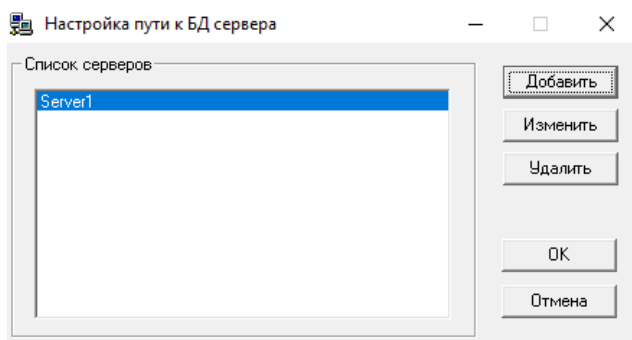 Настройка пути к БД сервера
Список серверов
Server1
Добавить
Изменить
Удалить
OK
Отмена